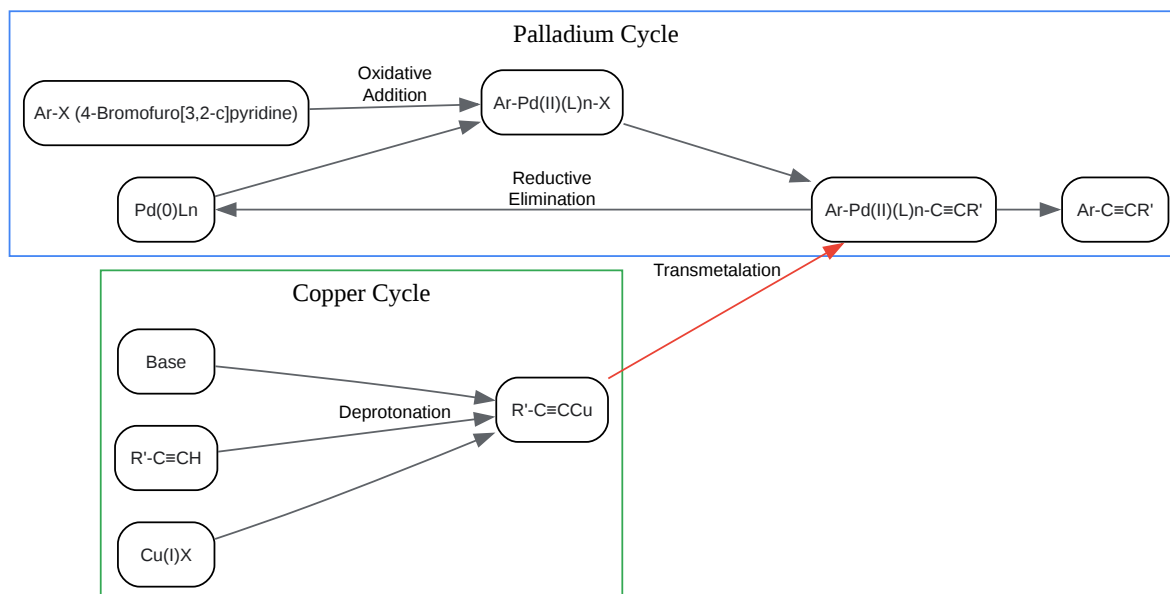 Palladium Cycle
Oxidative
Addition
Ar-X (4-Bromofuro[3,2-c]pyridine)
Ar-Pd(II)(L)n-X
Reductive
Elimination
Pd(0)Ln
Ar-Pd(II)(L)n-C≡CR'
Ar-C≡CR'
Transmetalation
Copper Cycle
Base
Deprotonation
R'-C≡CCu
R'-C≡CH
Cu(I)X